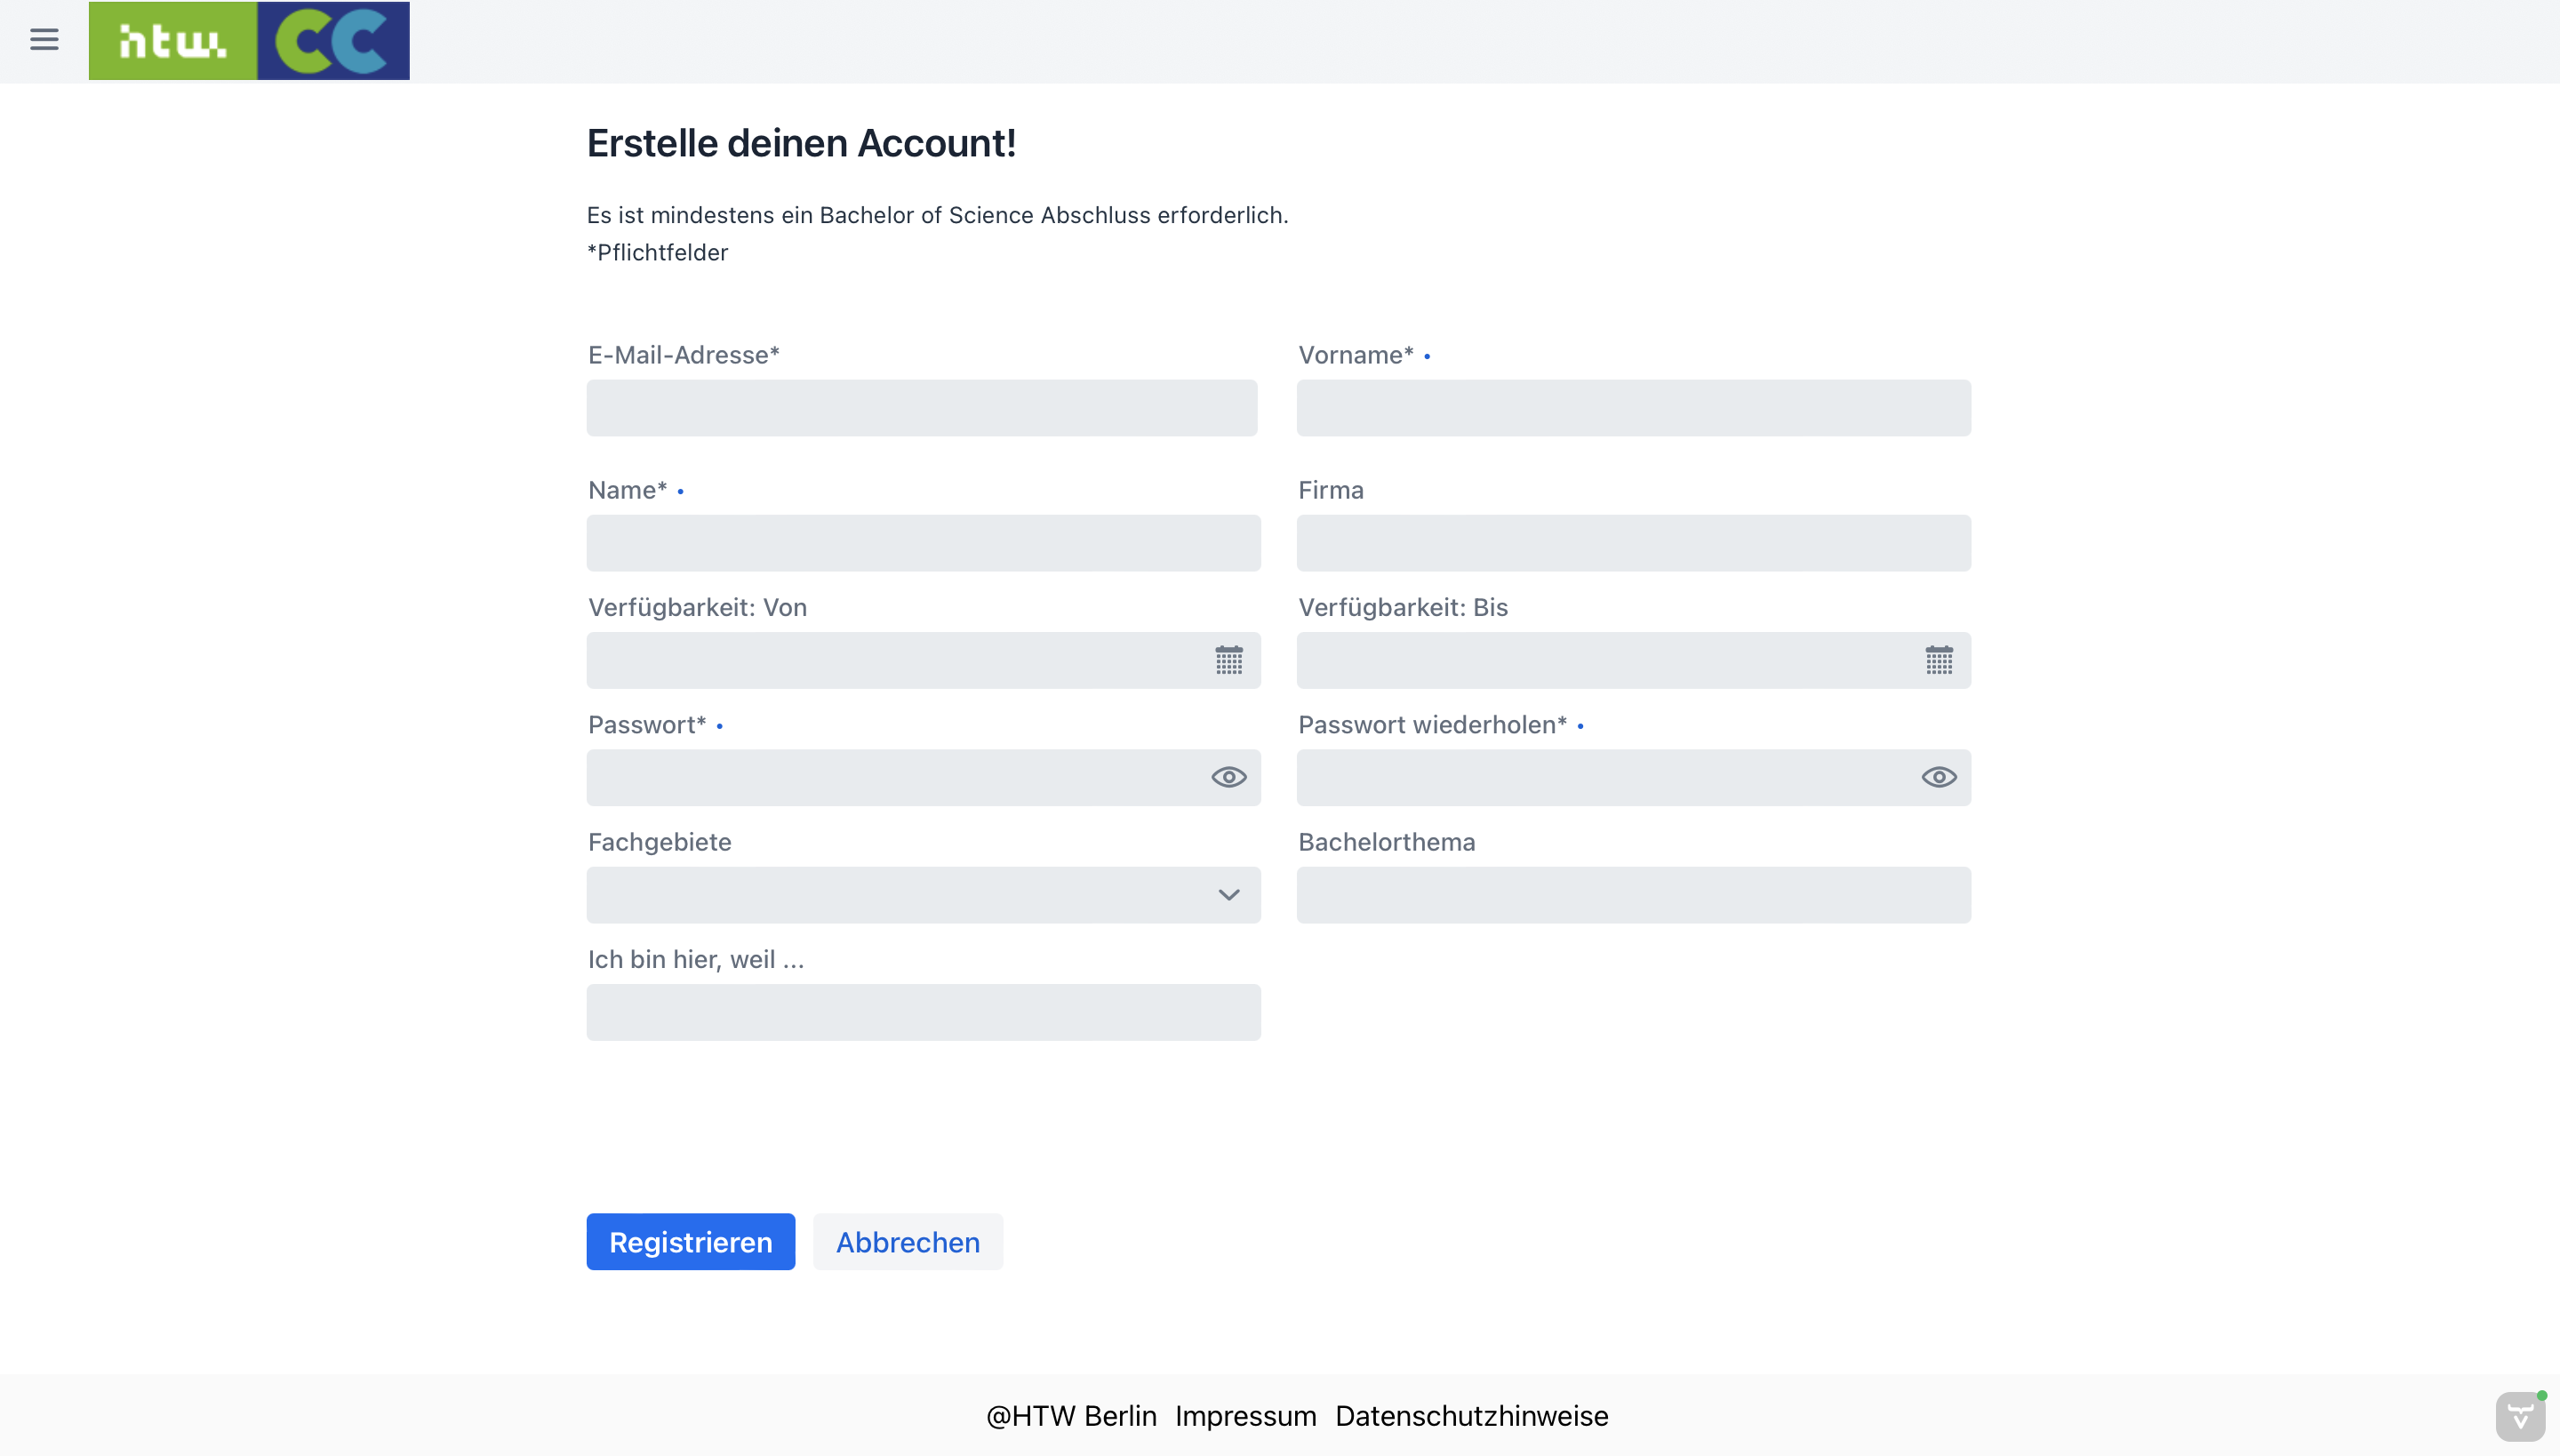 htw. CC
Erstelle deinen Account!
Es ist mindestens ein Bachelor of Science Abschluss erforderlich.
*Pflichtfelder
E-Mail-Adresse*
Vorname* •
Name* •
Firma
Verfügbarkeit: Von
Verfügbarkeit: Bis
Passwort* •
Passwort wiederholen* •
Fachgebiete
Bachelorthema
Ich bin hier, weil ...
Registrieren
Abbrechen
@HTW Berlin Impressum Datenschutzhinweise